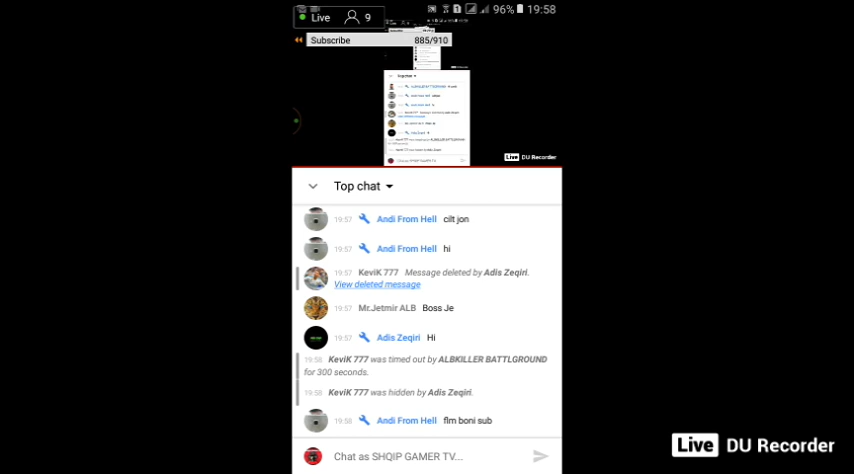 Live 9
96% 19:58
Subscribe 885/910
Top chat
Live DU Recorder
Top chat
19:57 Andi From Hell cilt jon
19:57 Andi From Hell hi
19:57 KeviK 777 Message deleted by Adis Zeqiri.
View deleted message
19:57 Mr.Jetmir ALB Boss Je
19:57 Adis Zeqiri Hi
19:58 KeviK 777 was timed out by ALBKILLER BATTLGROUND
for 300 seconds.
19:58 KeviK 777 was hidden by Adis Zeqiri.
19:58 Andi From Hell flm boni sub
Chat as SHQIP GAMER TV...
Live DU Recorder